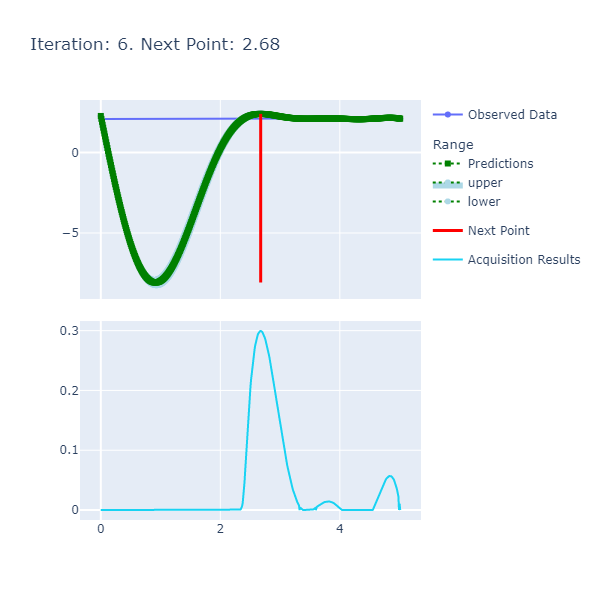 Iteration: 6. Next Point: 2.68
Observed Data
Range
Predictions
upper
lower
Next Point
Acquisition Results
0
−5
0.3
0.2
0.1
0
0
2
4